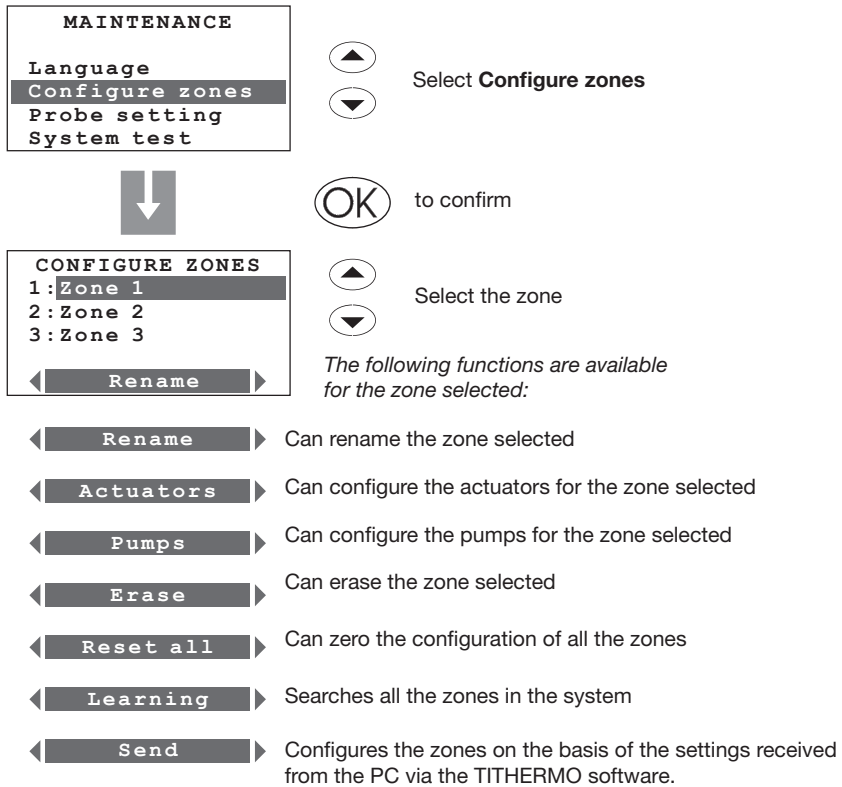 MAINTENANCE
Language
Configure zones
Probe setting
System test
Select Configure zones
OK
to confirm
CONFIGURE ZONES
1:Zone 1
2:Zone 2
3:Zone 3
Rename
Select the zone
The following functions are available
for the zone selected:
Rename
Can rename the zone selected
Actuators
Can configure the actuators for the zone selected
Pumps
Can configure the pumps for the zone selected
Erase
Can erase the zone selected
Reset all
Can zero the configuration of all the zones
Learning
Searches all the zones in the system
Send
Configures the zones on the basis of the settings received
from the PC via the TITHERMO software.